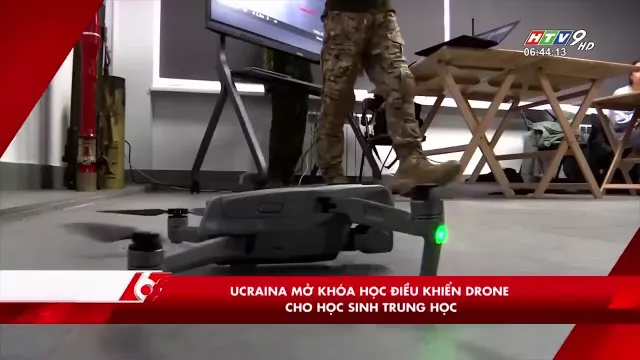 HTV9 HD
06:44:13
UCRAINA MỞ KHÓA HỌC ĐIỀU KHIỂN DRONE
CHO HỌC SINH TRUNG HỌC